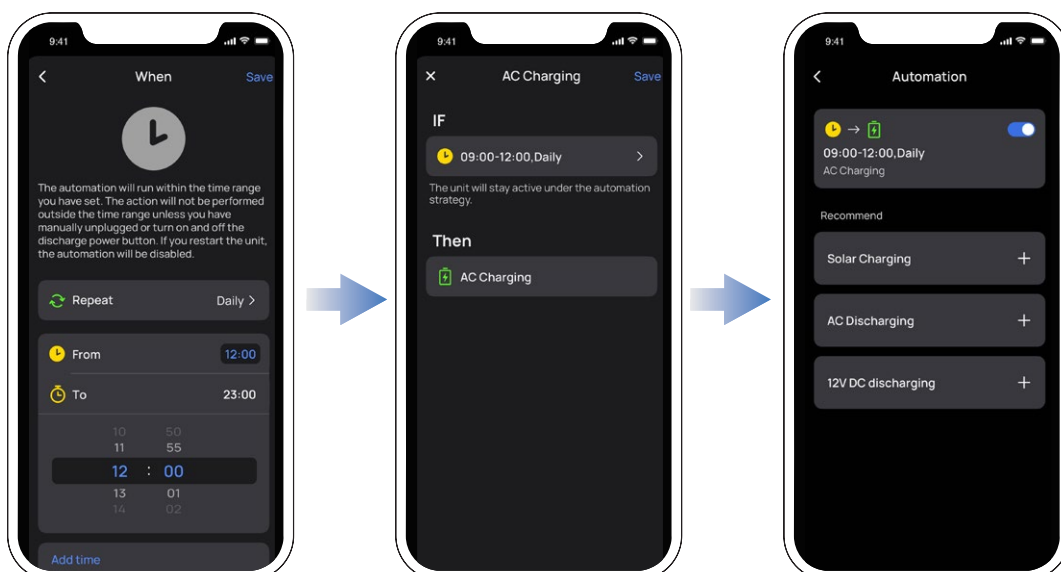 9:41
When
Save
The automation will run within the time range
you have set. The action will not be performed
outside the time range unless you have
manually unplugged or turn on and off the
discharge power button. If you restart the unit,
the automation will be disabled.
Repeat
Daily >
From
12:00
To
23:00
10 50
11 55
12 : 00
13 01
14 02
Add time
9:41
AC Charging
Save
IF
09:00-12:00,Daily
The unit will stay active under the automation
strategy.
Then
AC Charging
9:41
Automation
09:00-12:00,Daily
AC Charging
Recommend
Solar Charging
AC Discharging
12V DC discharging